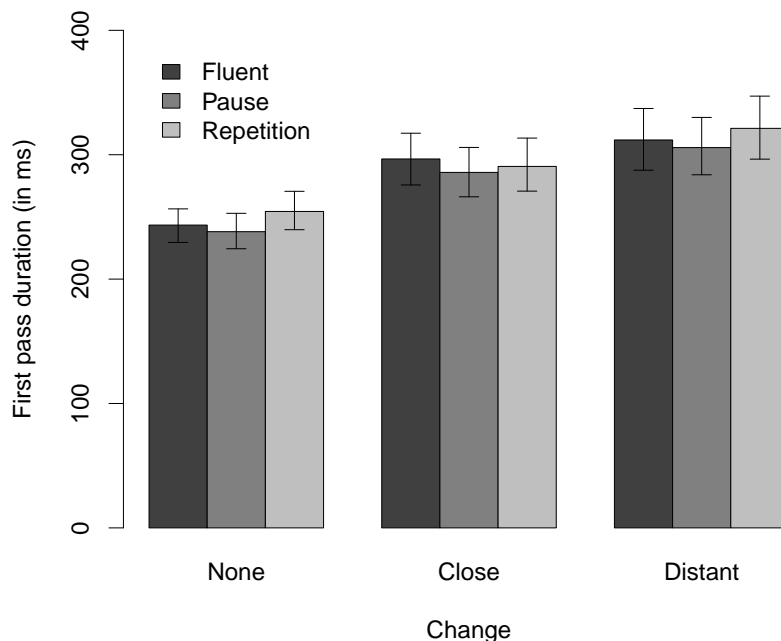 400
300
200
100
0
First pass duration (in ms)
Fluent
Pause
Repetition
None Close Distant
Change